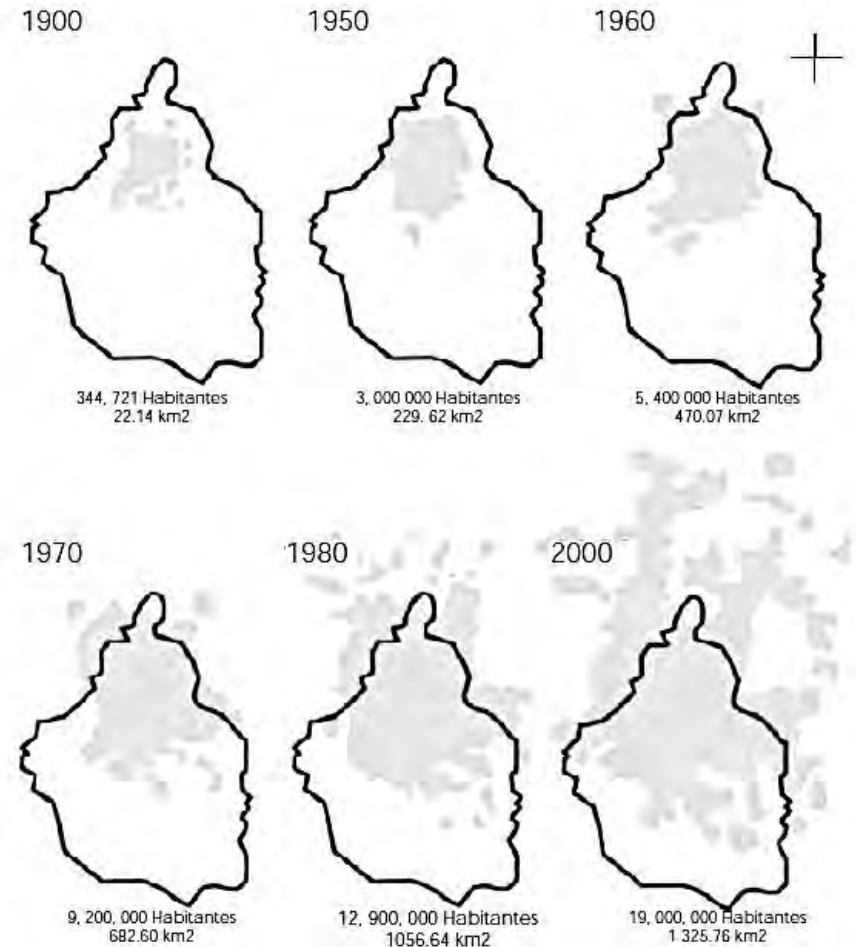 1900
344, 721 Habitantes
22.14 km2
1950
3, 000 000 Habitantes
229. 62 km2
1960
5, 400 000 Habitantes
470.07 km2
1970
9, 200, 000 Habitantes
682.60 km2
1980
12, 900, 000 Habitantes
1056.64 km2
2000
19, 000, 000 Habitantes
1 325.76 km2